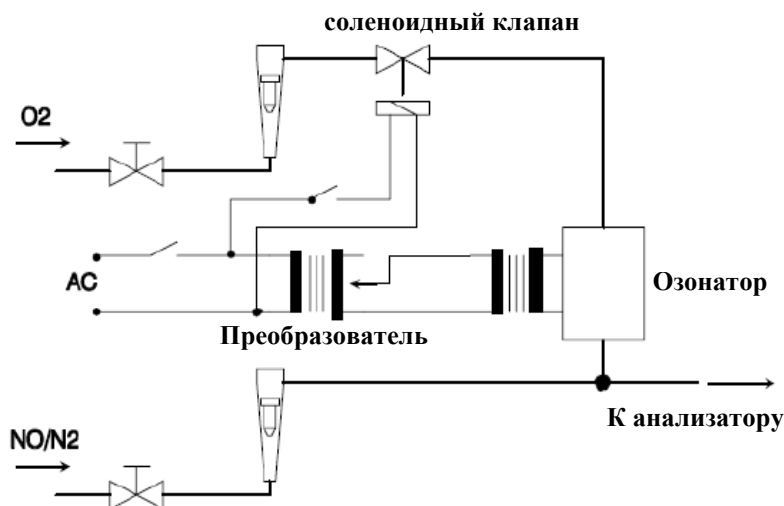 соленоидный клапан
O2
AC
Озонатор
Преобразователь
К анализатору
NO/N2